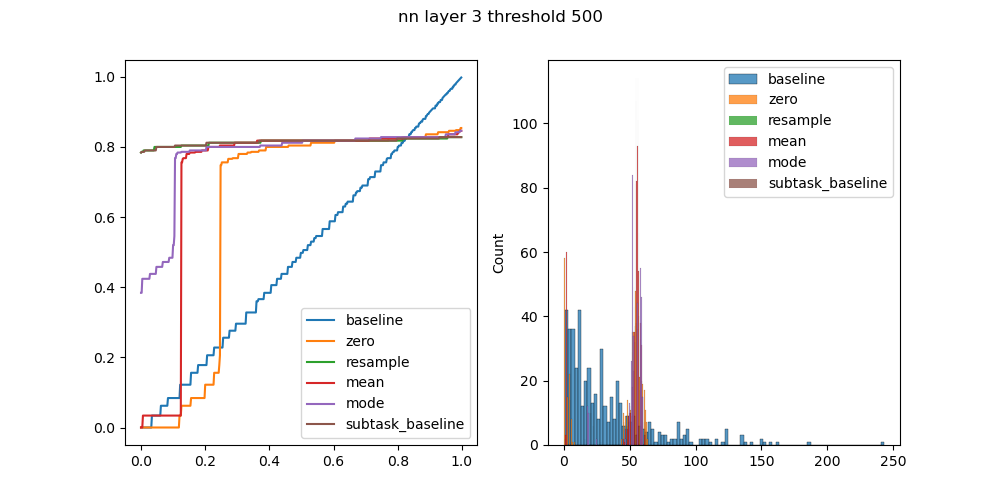 nn layer 3 threshold 500
1.0
0.8
0.6
0.4
0.2
0.0
0.0 0.2 0.4 0.6 0.8 1.0
baseline
zero
resample
mean
mode
subtask_baseline
Count
100
80
60
40
20
0
0 50 100 150 200 250
baseline
zero
resample
mean
mode
subtask_baseline